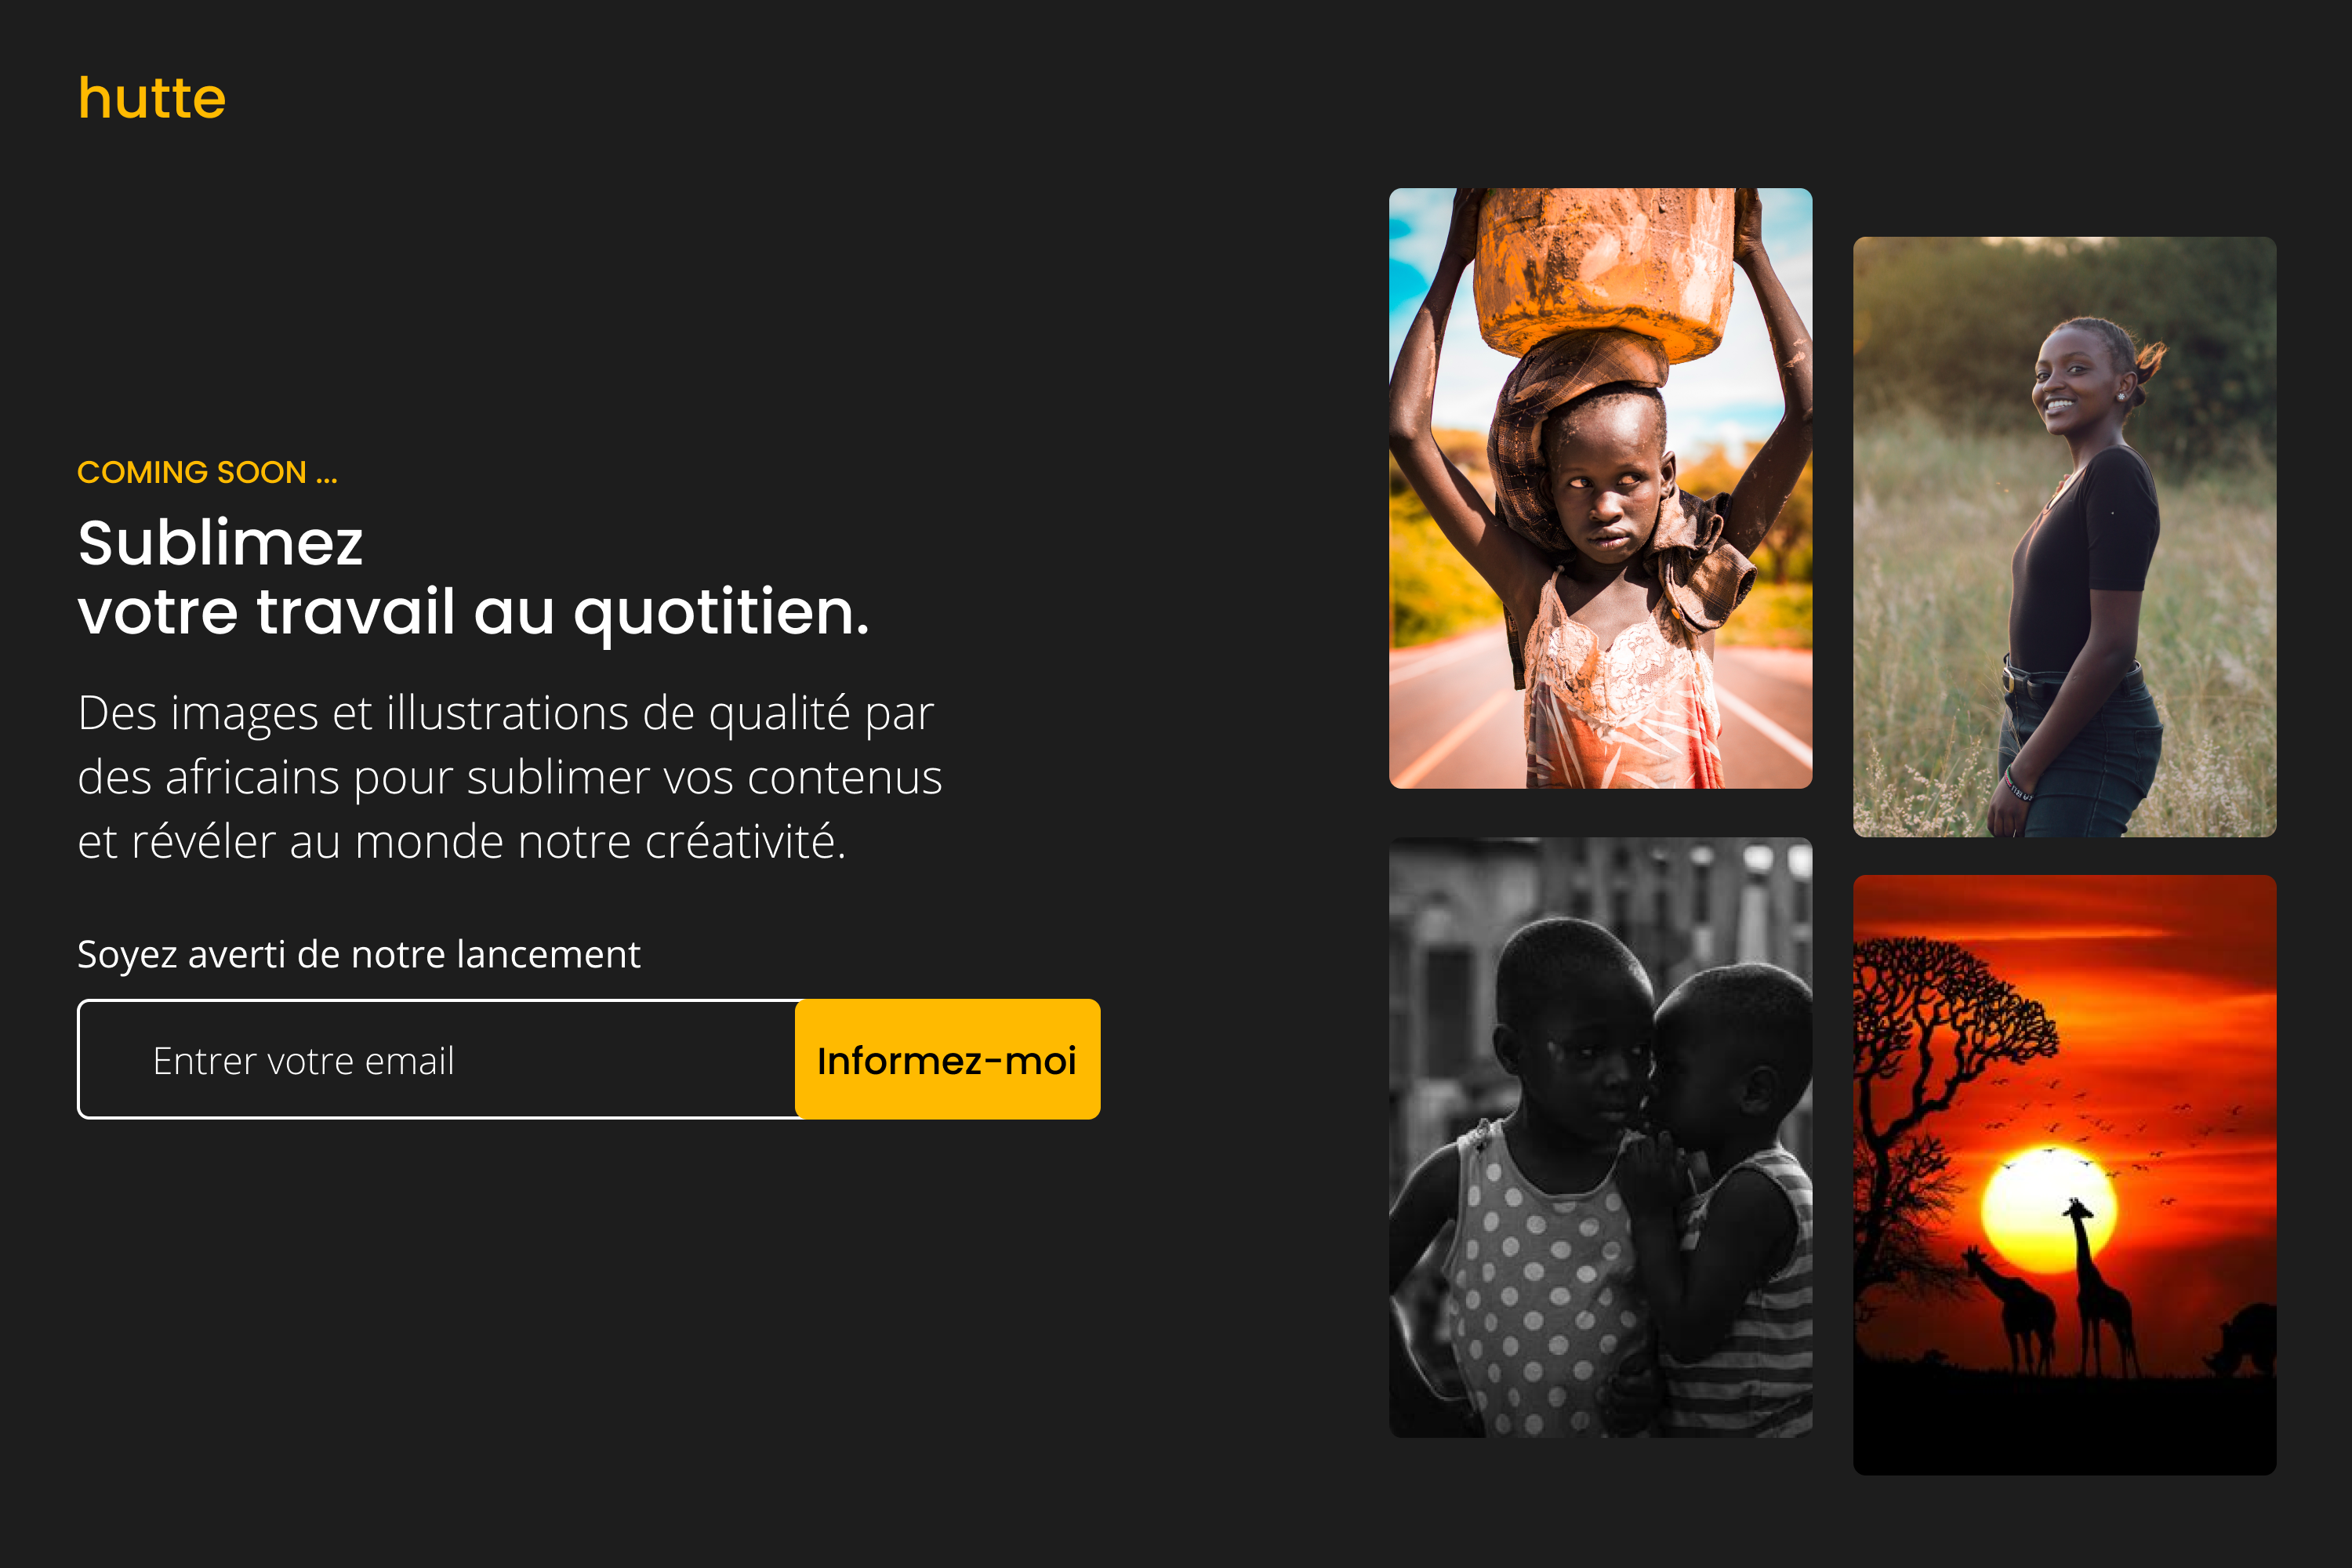 hutte
COMING SOON ...
Sublimez
votre travail au quotitien.
Des images et illustrations de qualité par
des africains pour sublimer vos contenus
et révéler au monde notre créativité.
Soyez averti de notre lancement
Entrer votre email
Informez-moi